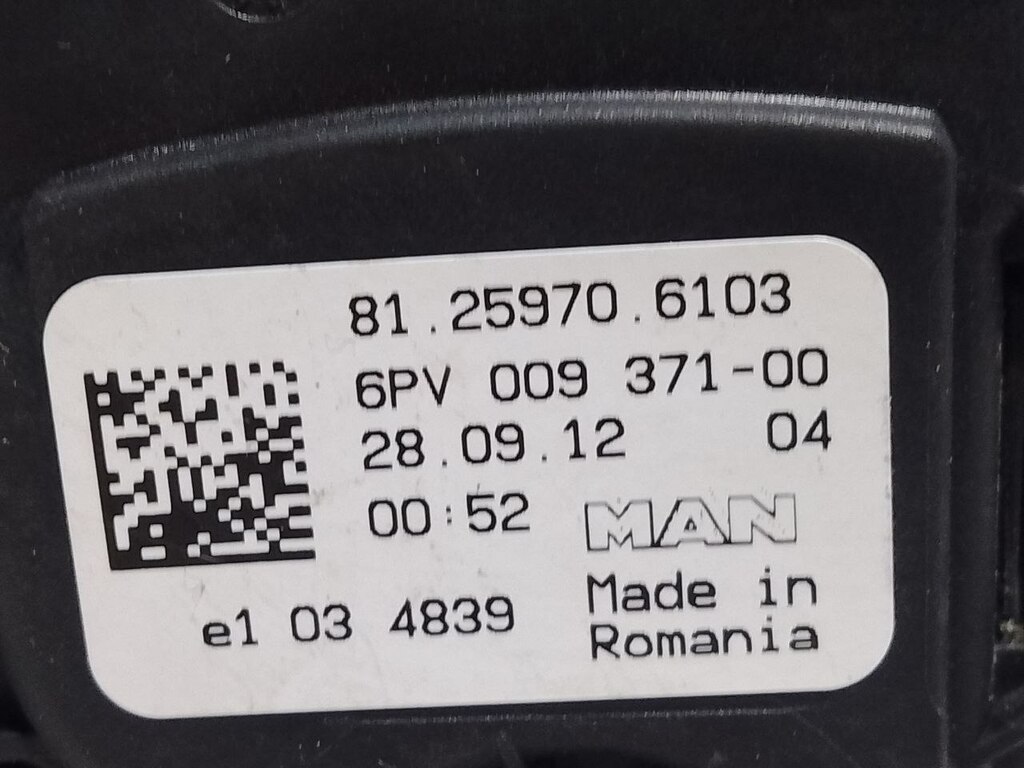 81.25970.6103
6PV 009 371-00
28.09.12 04
00:52 MAN
e1 03 4839
Made in
Romania